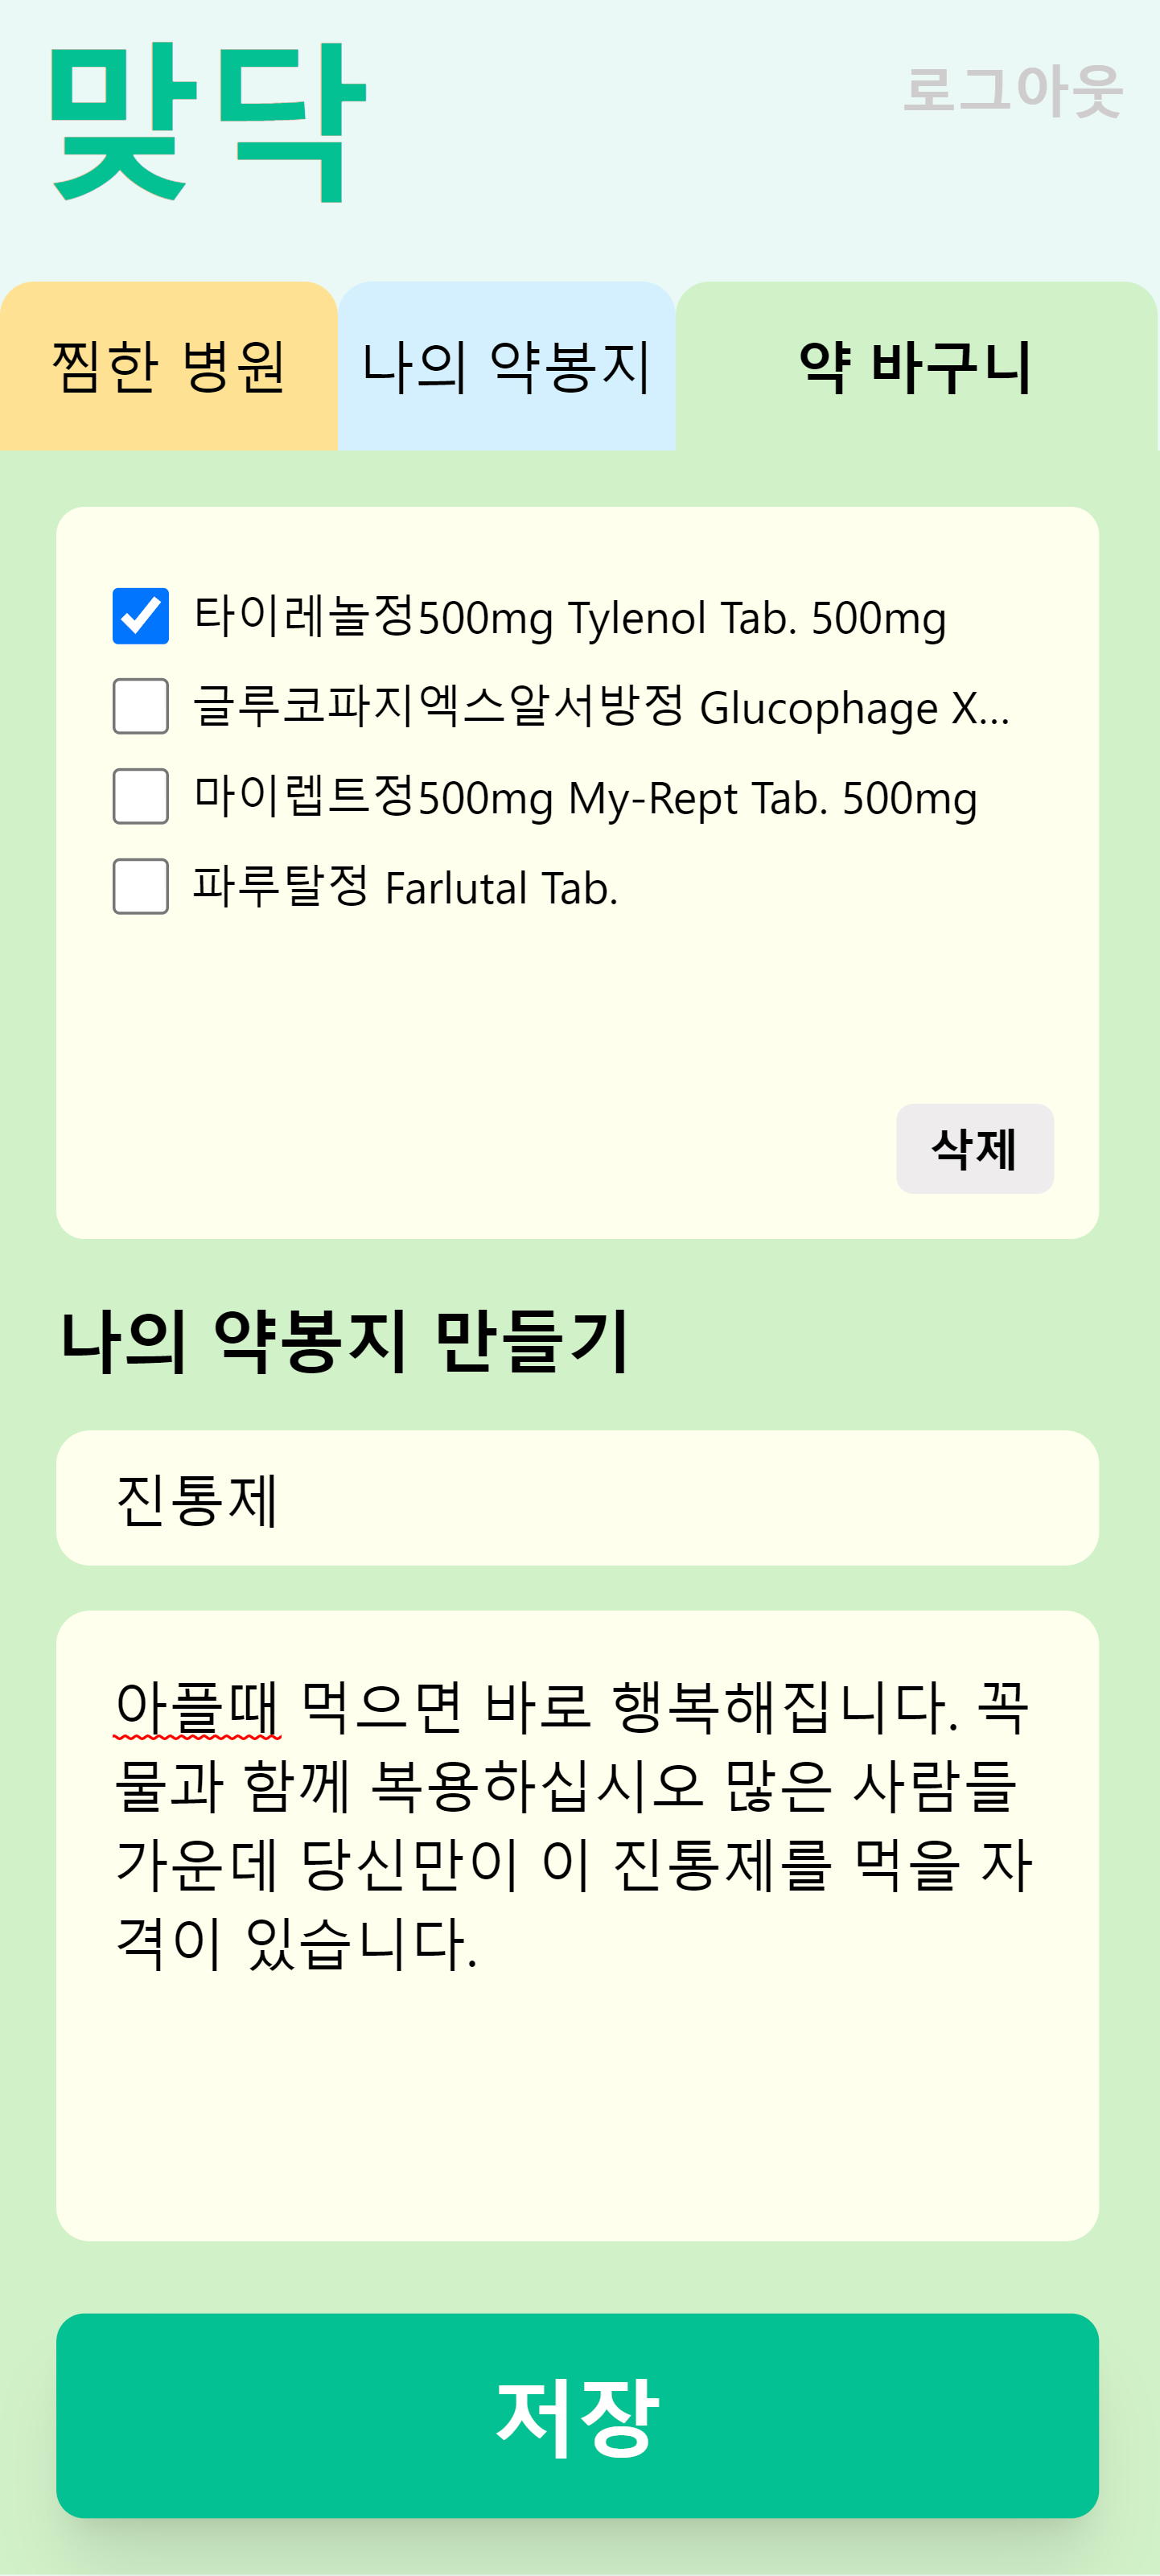 맞닥
로그아웃
찜한 병원
나의 약봉지
약 바구니
타이레놀정500mg Tylenol Tab. 500mg
글루코파지엑스알서방정 Glucophage X...
마이렙트정500mg My-Rept Tab. 500mg
파루탈정 Farlutal Tab.
삭제
나의 약봉지 만들기
진통제
아플때 먹으면 바로 행복해집니다. 꼭
물과 함께 복용하십시오 많은 사람들
가운데 당신만이 이 진통제를 먹을 자
격이 있습니다.
저장